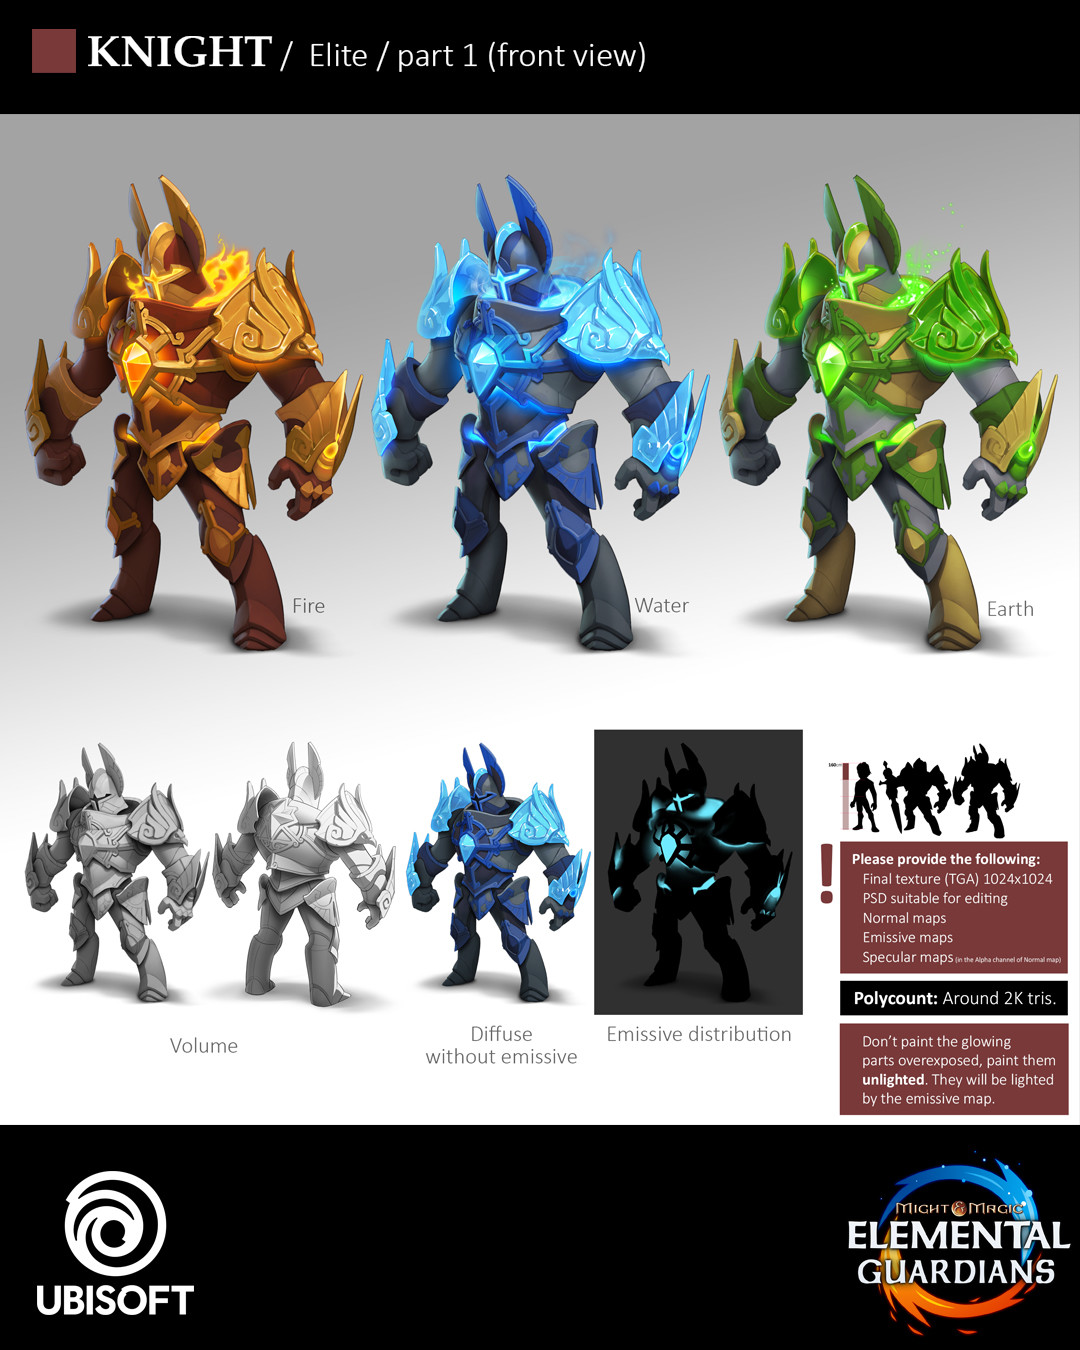 KNIGHT / Elite / part 1 (front view)
Fire
Water
Earth
160cm
!
Please provide the following:
Final texture (TGA) 1024x1024
PSD suitable for editing
Normal maps
Emissive maps
Specular maps (in the Alpha channel of Normal map)
Polycount: Around 2K tris.
Don't paint the glowing
parts overexposed, paint them
unlighted. They will be lighted
by the emissive map.
Volume
Diffuse
without emissive
Emissive distribution
UBISOFT
MIGHT & MAGIC
ELEMENTAL
GUARDIANS